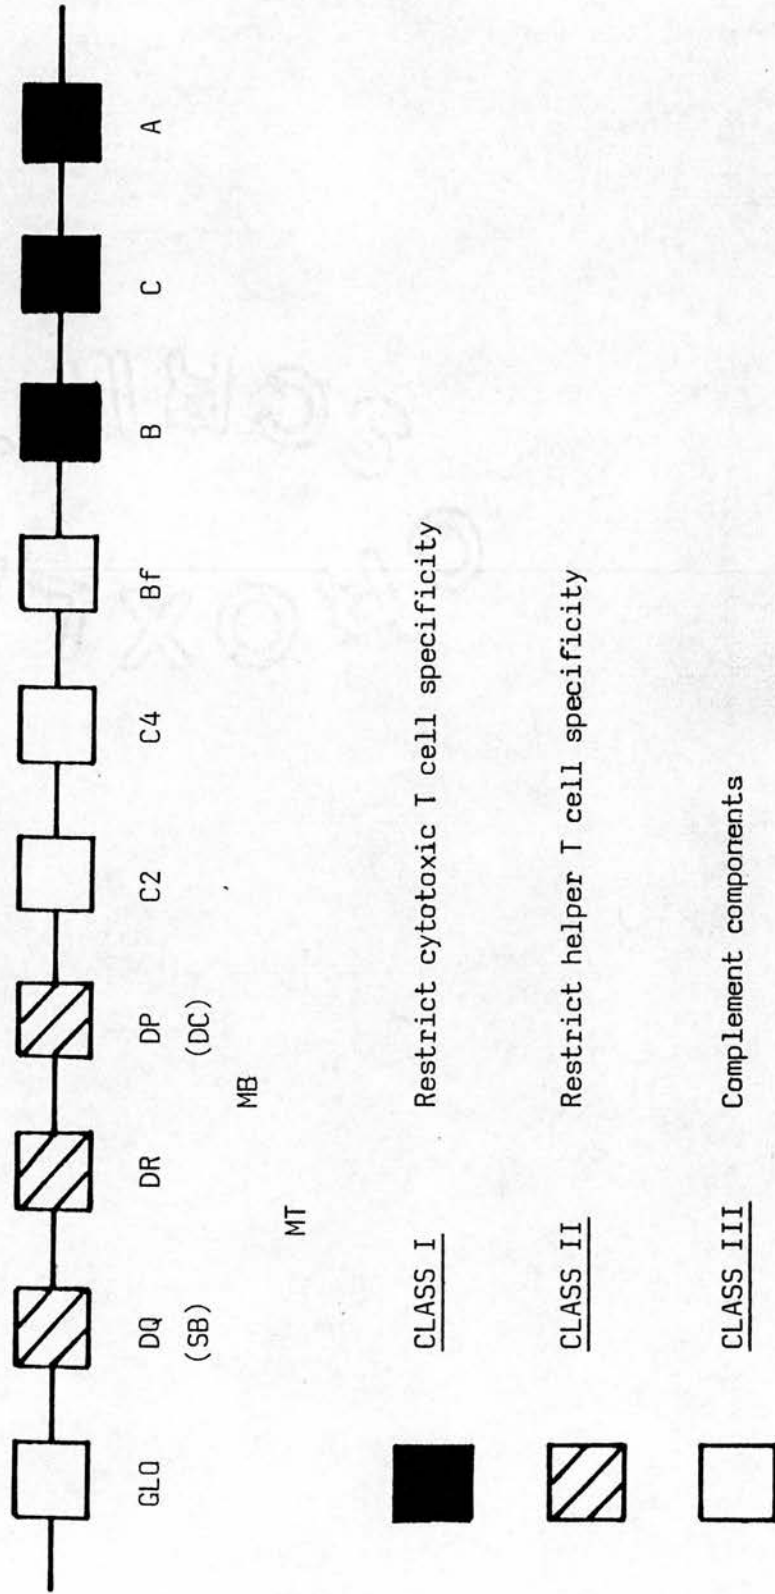 GLO DQ DR DP C2 C4 Bf B C A
(SB) (DC)
MB
MT
CLASS I Restrict cytotoxic T cell specificity
CLASS II Restrict helper T cell specificity
CLASS III Complement components